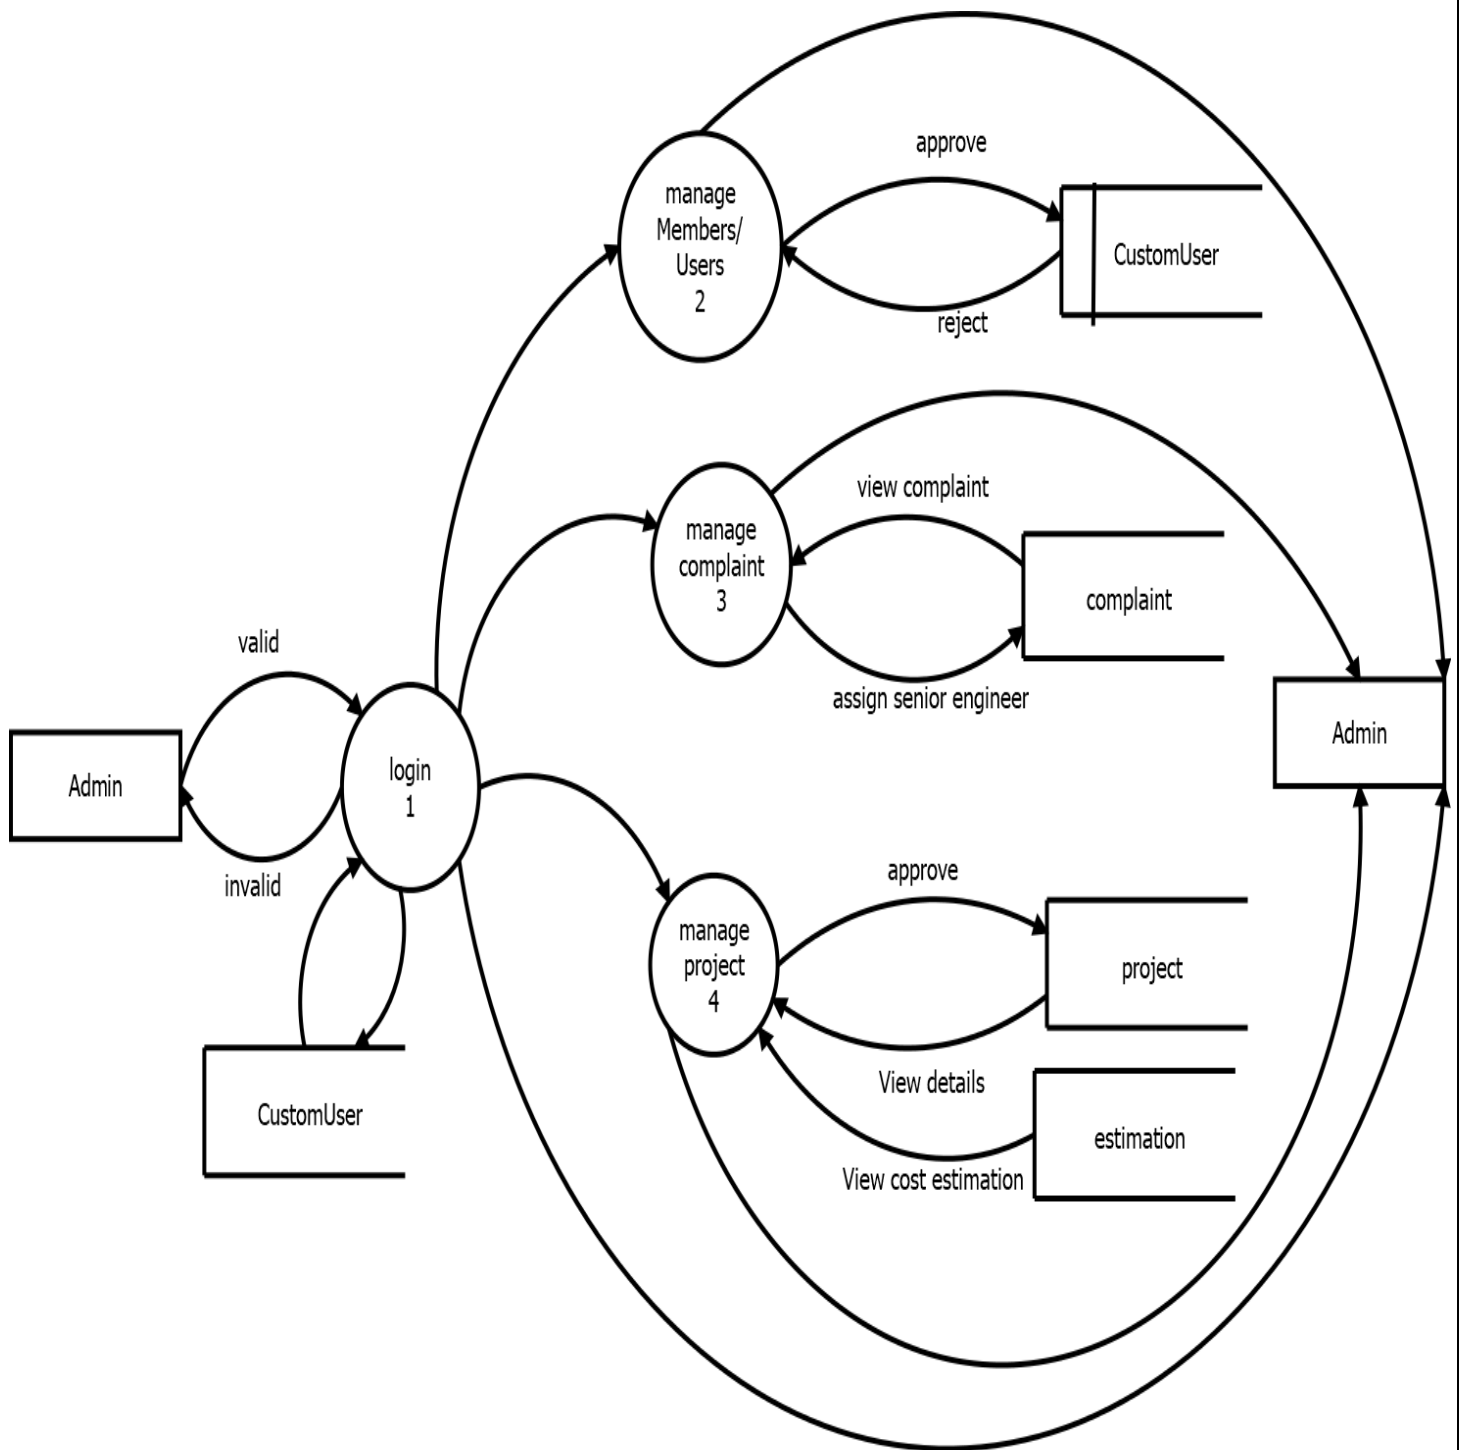 approve
manage
Members/
Users
2
CustomUser
reject
view complaint
manage
complaint
3
complaint
assign senior engineer
valid
Admin
login
1
invalid
Admin
approve
manage
project
4
project
View details
CustomUser
estimation
View cost estimation